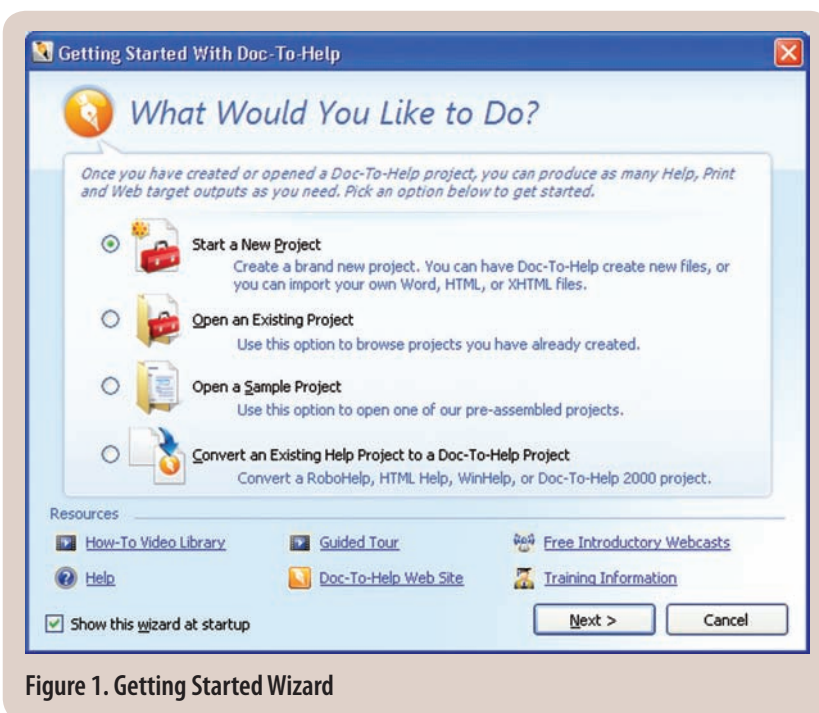 Getting Started With Doc-To-Help
What Would You Like to Do?
Once you have created or opened a Doc-To-Help project, you can produce as many Help, Print
and Web target outputs as you need. Pick an option below to get started.
Start a New Project
Create a brand new project. You can have Doc-To-Help create new files, or
you can import your own Word, HTML, or XHTML files.
Open an Existing Project
Use this option to browse projects you have already created.
Open a Sample Project
Use this option to open one of our pre-assembled projects.
Convert an Existing Help Project to a Doc-To-Help Project
Convert a RoboHelp, HTML Help, WinHelp, or Doc-To-Help 2000 project.
Resources
How-To Video Library Guided Tour Free Introductory Webcasts
Help Doc-To-Help Web Site Training Information
Show this wizard at startup Next > Cancel
Figure 1. Getting Started Wizard